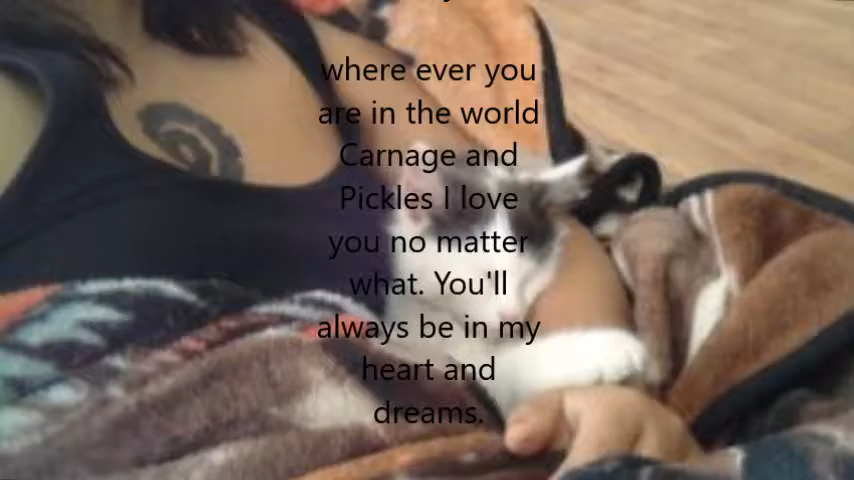 where ever you
are in the world
Carnage and
Pickles I love
you no matter
what. You'll
always be in my
heart and
dreams.